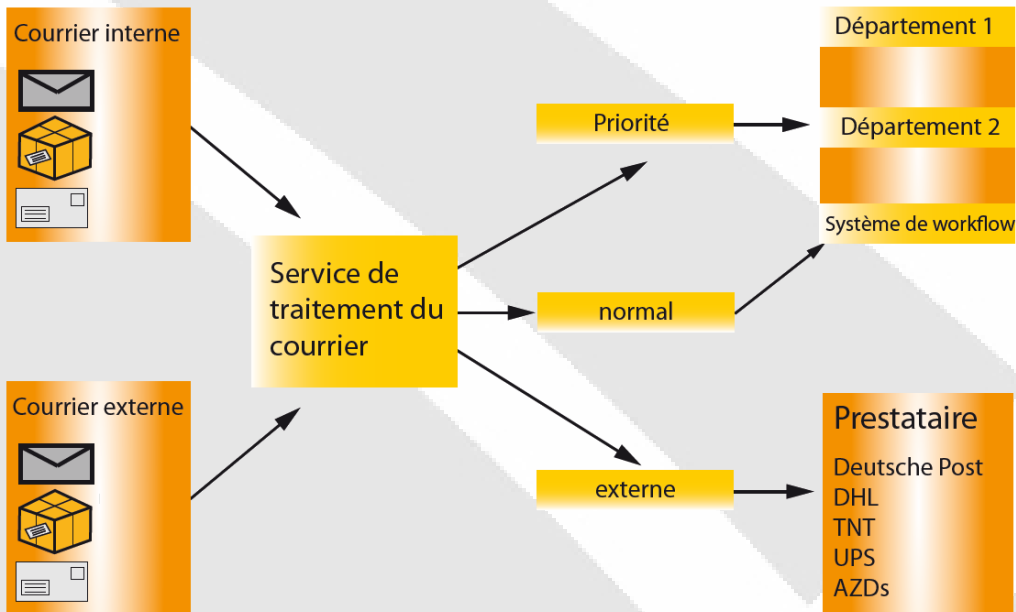 Courrier interne
Courrier externe
Service de
traitement du
courrier
Priorité
normal
externe
Département 1
Département 2
Système de workflow
Prestataire
Deutsche Post
DHL
TNT
UPS
AZDs